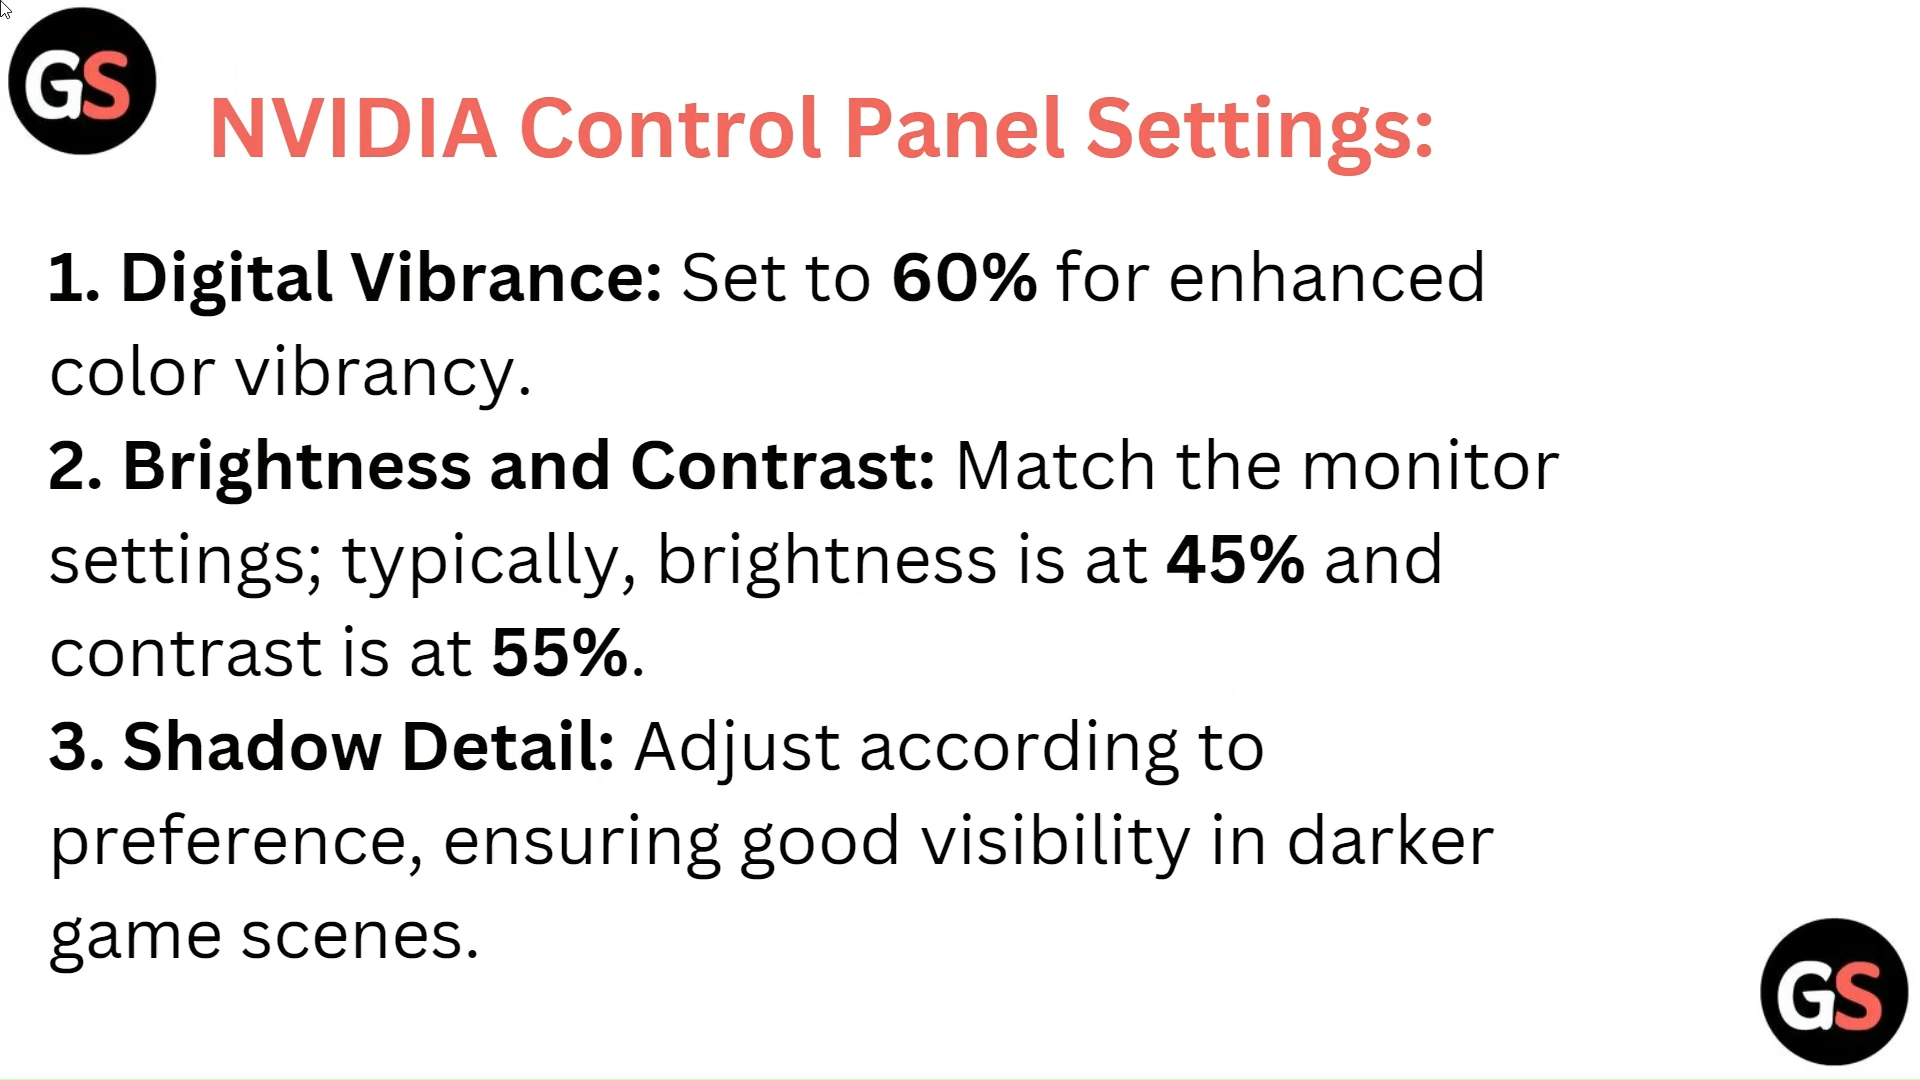 GS
NVIDIA Control Panel Settings:
1. Digital Vibrance: Set to 60% for enhanced
color vibrancy.
2. Brightness and Contrast: Match the monitor
settings; typically, brightness is at 45% and
contrast is at 55%.
3. Shadow Detail: Adjust according to
preference, ensuring good visibility in darker
game scenes.
GS